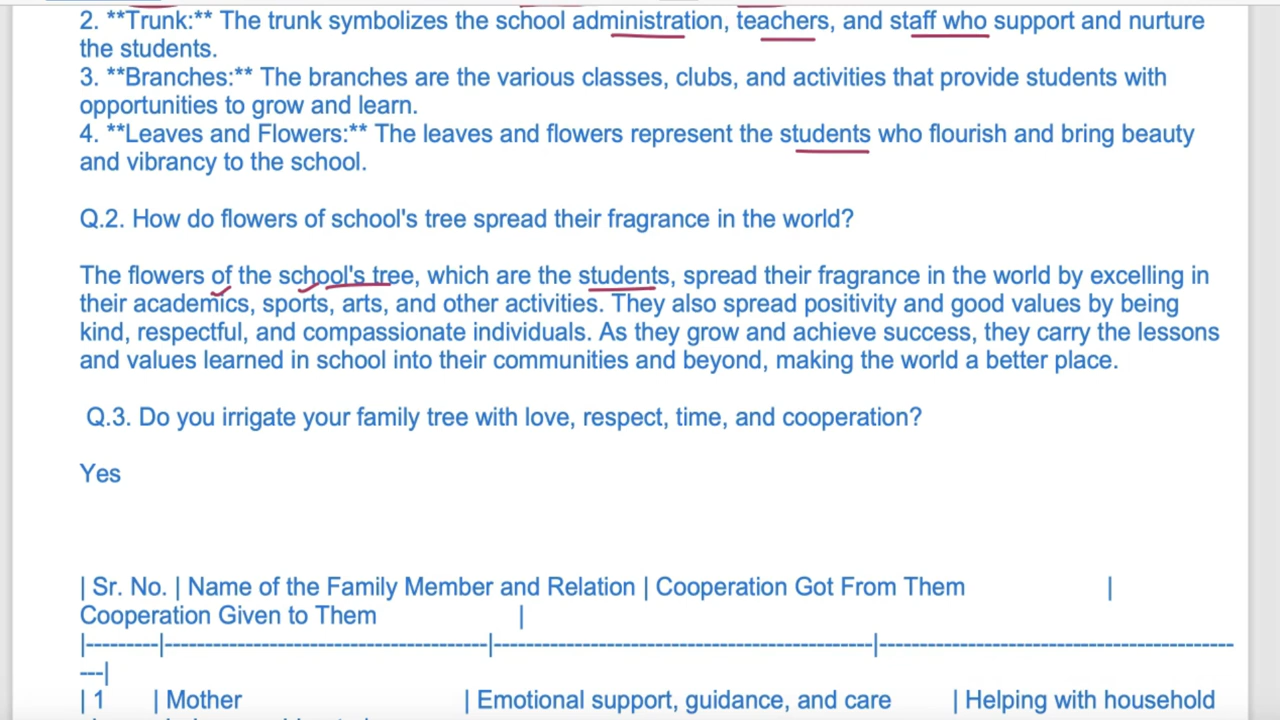 2. **Trunk:** The trunk symbolizes the school administration, teachers, and staff who support and nurture
the students.
3. **Branches:** The branches are the various classes, clubs, and activities that provide students with
opportunities to grow and learn.
4. **Leaves and Flowers:** The leaves and flowers represent the students who flourish and bring beauty
and vibrancy to the school.
Q.2. How do flowers of school's tree spread their fragrance in the world?
The flowers of the school's tree, which are the students, spread their fragrance in the world by excelling in
their academics, sports, arts, and other activities. They also spread positivity and good values by being
kind, respectful, and compassionate individuals. As they grow and achieve success, they carry the lessons
and values learned in school into their communities and beyond, making the world a better place.
Q.3. Do you irrigate your family tree with love, respect, time, and cooperation?
Yes
| Sr. No. | Name of the Family Member and Relation | Cooperation Got From Them |
Cooperation Given to Them |
|---------|---------------------------------------|---------------------------------------------|------------------------------------------
---|
| 1 | Mother | Emotional support, guidance, and care | Helping with household